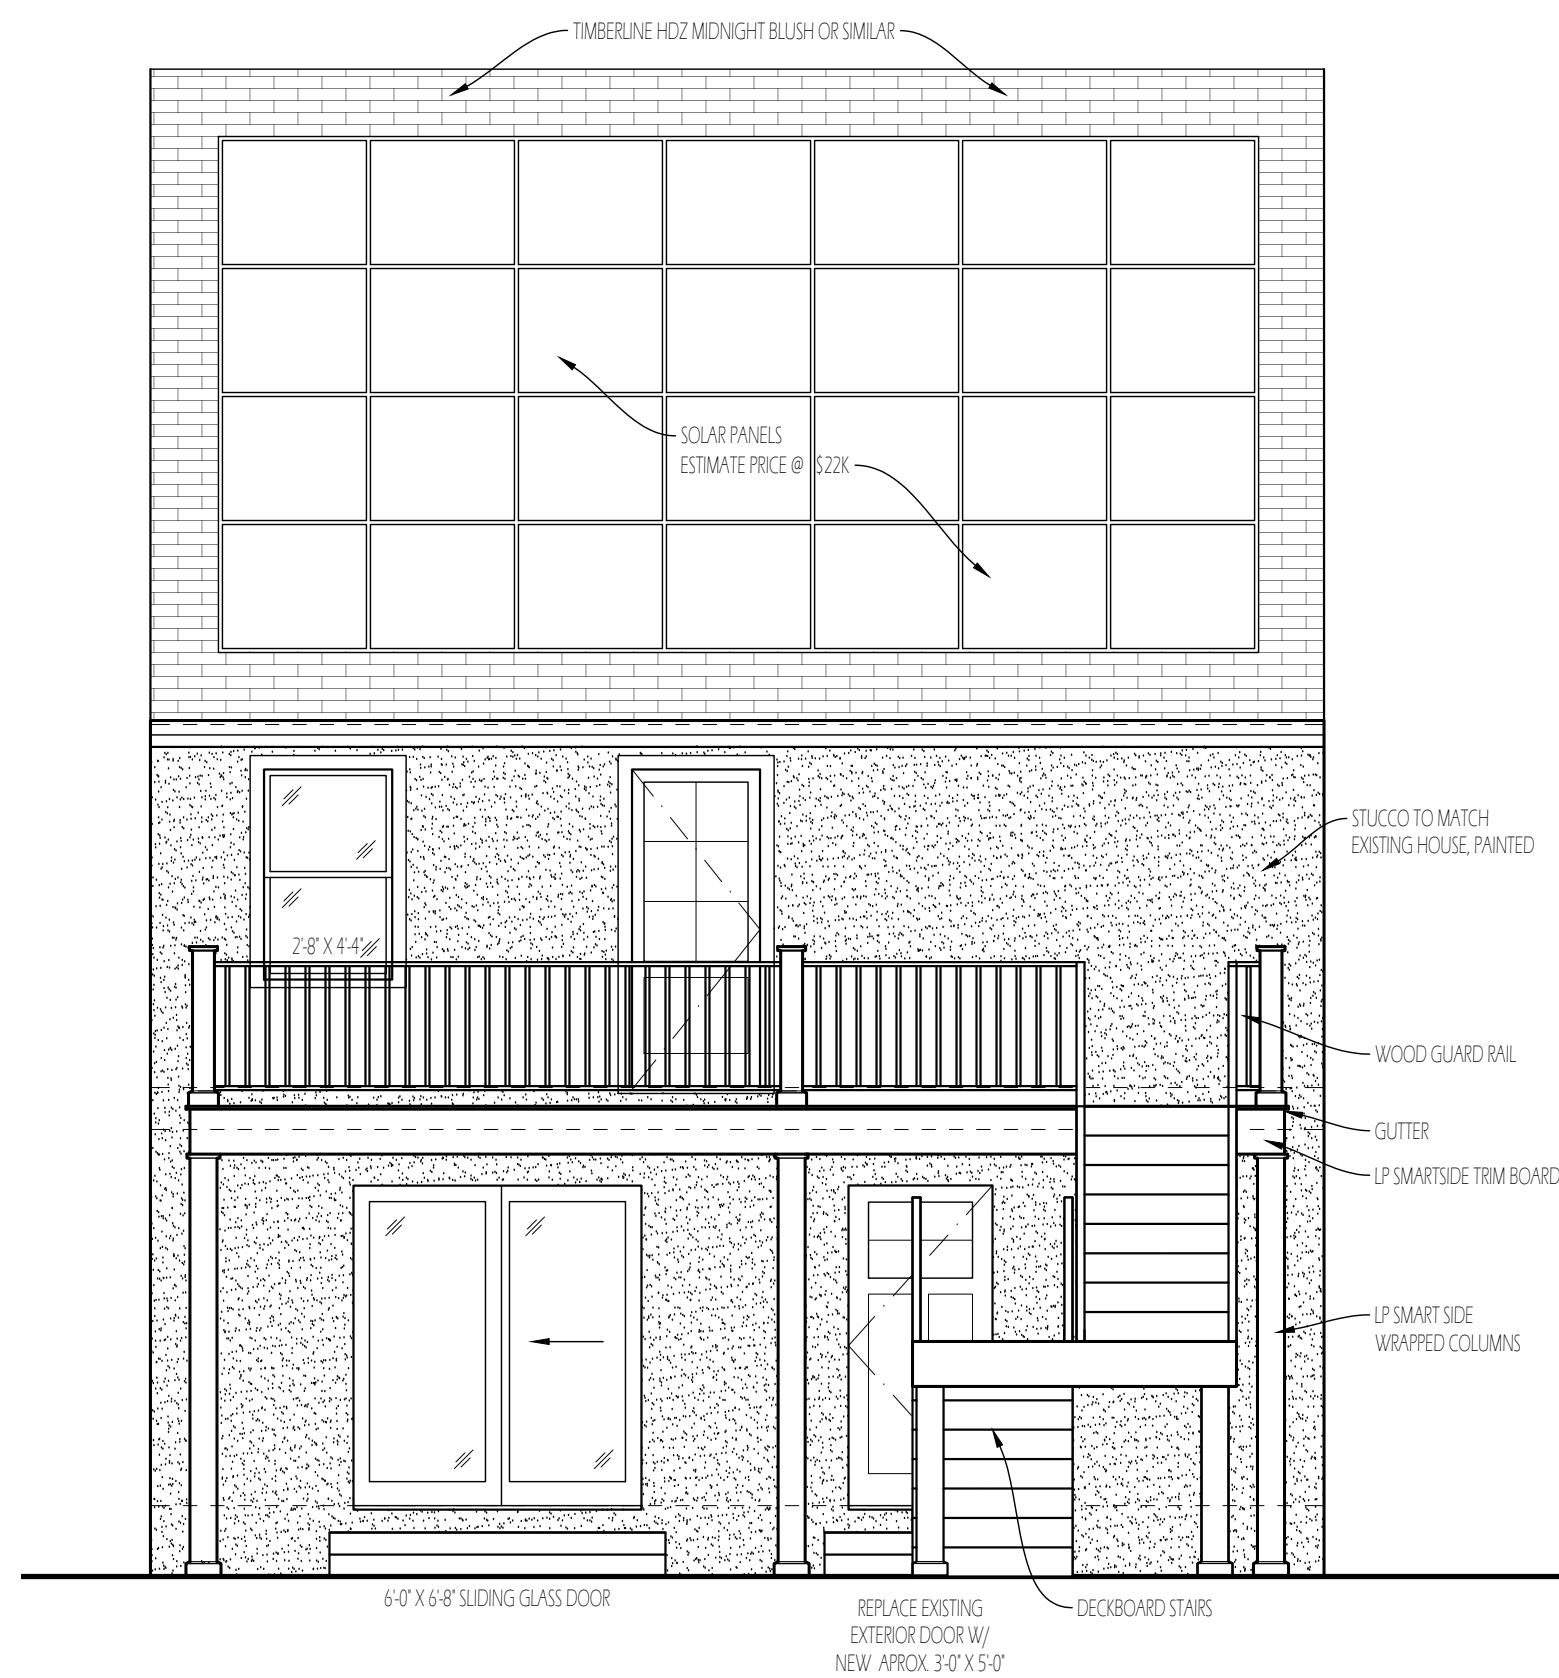 TIMBERLINE HDZ MIDNIGHT BLUSH OR SIMILAR
SOLAR PANELS
ESTIMATE PRICE @ $22K
STUCCO TO MATCH
EXISTING HOUSE, PAINTED
2'-8" X 4'-4"
WOOD GUARD RAIL
GUTTER
LP SMARTSIDE TRIM BOARD
LP SMART SIDE
WRAPPED COLUMNS
6'-0" X 6'-8" SLIDING GLASS DOOR
REPLACE EXISTING
EXTERIOR DOOR W/
NEW APROX. 3'-0" X 5'-0"
DECKBOARD STAIRS